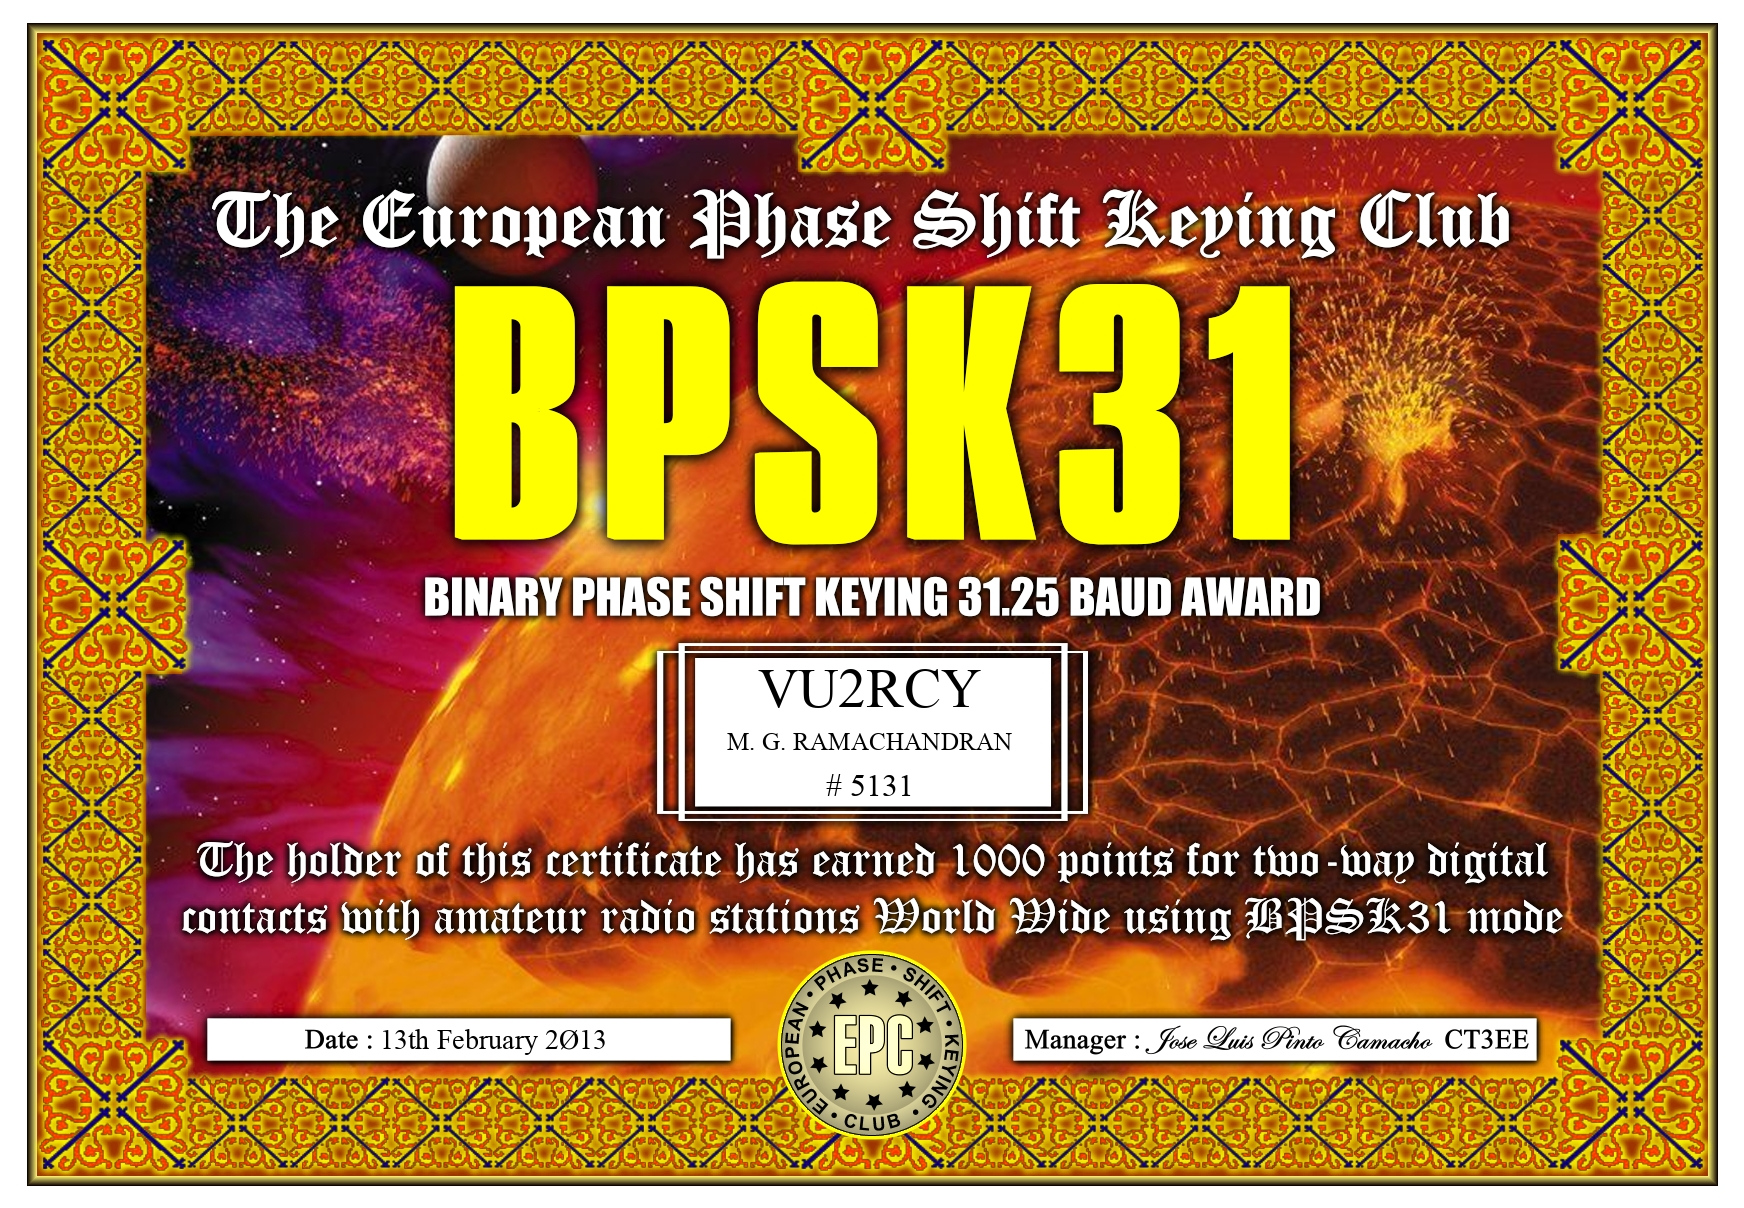 The European Phase Shift Keying Club
BPSK31
BINARY PHASE SHIFT KEYING 31.25 BAUD AWARD
VU2RCY
M. G. RAMACHANDRAN
# 5131
The holder of this certificate has earned 1000 points for two-way digital
contacts with amateur radio stations World Wide using BPSK31 mode
Date : 13th February 2Ø13
EUROPEAN • PHASE • SHIFT • KEYING • CLUB •
EPC
Manager : Jose Luis Pinto Camacho CT3EE